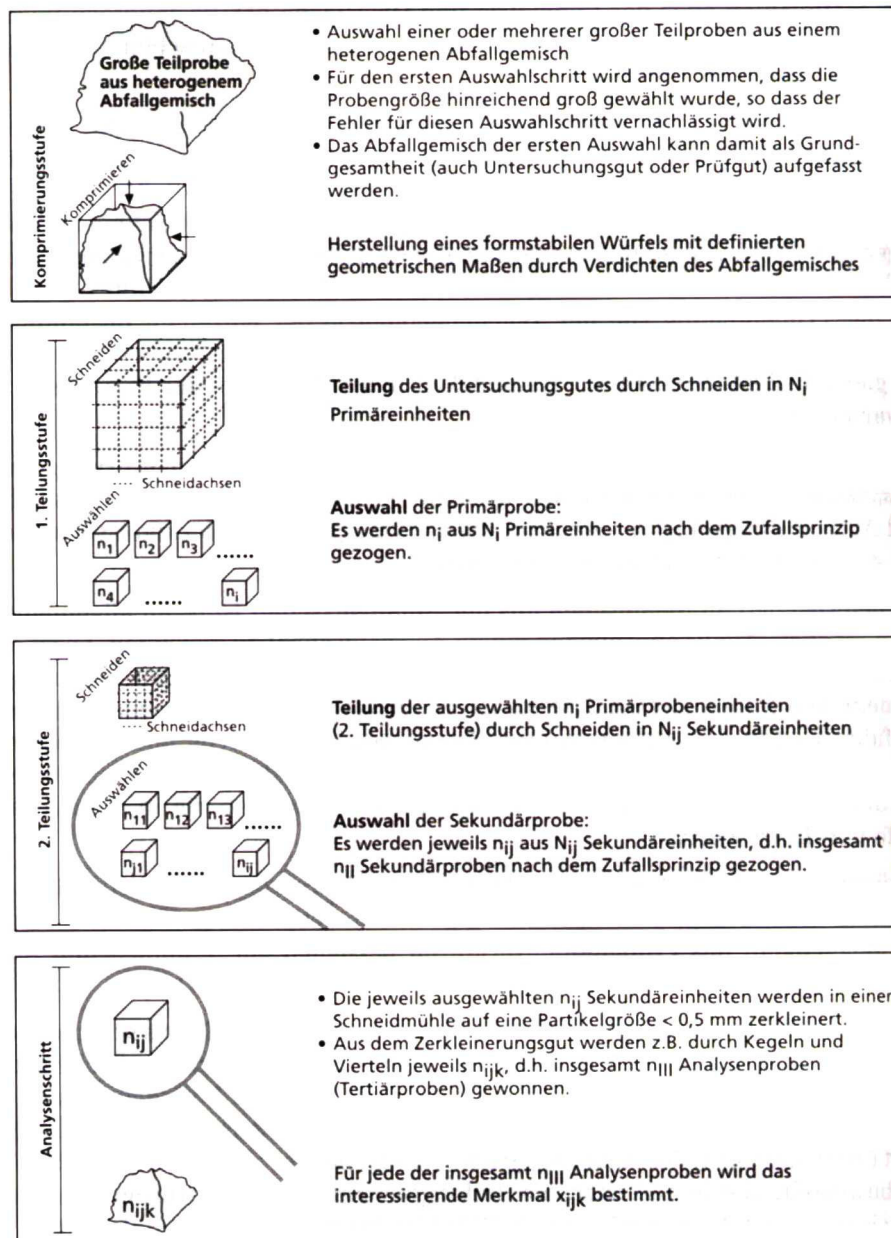 Komprimierungsstufe
Große Teilprobe
aus heterogenem
Abfallgemisch
Komprimieren
• Auswahl einer oder mehrerer großer Teilproben aus einem
heterogenen Abfallgemisch
• Für den ersten Auswahlschritt wird angenommen, dass die
Probengröße hinreichend groß gewählt wurde, so dass der
Fehler für diesen Auswahlschritt vernachlässigt wird.
• Das Abfallgemisch der ersten Auswahl kann damit als Grund-
gesamtheit (auch Untersuchungsgut oder Prüfgut) aufgefasst
werden.
Herstellung eines formstabilen Würfels mit definierten
geometrischen Maßen durch Verdichten des Abfallgemisches
1. Teilungsstufe
Schneiden
···· Schneidachsen
Auswählen
n1 n2 n3 ......
n4 ...... ni
Teilung des Untersuchungsgutes durch Schneiden in Ni
Primäreinheiten
Auswahl der Primärprobe:
Es werden ni aus Ni Primäreinheiten nach dem Zufallsprinzip
gezogen.
2. Teilungsstufe
Schneiden
···· Schneidachsen
Auswählen
n11 n12 n13 ......
nj1 ...... nij
Teilung der ausgewählten ni Primärprobeneinheiten
(2. Teilungsstufe) durch Schneiden in Nij Sekundäreinheiten
Auswahl der Sekundärprobe:
Es werden jeweils nij aus Nij Sekundäreinheiten, d.h. insgesamt
nII Sekundärproben nach dem Zufallsprinzip gezogen.
Analysenschritt
nij
nijk
• Die jeweils ausgewählten nij Sekundäreinheiten werden in einer
Schneidmühle auf eine Partikelgröße < 0,5 mm zerkleinert.
• Aus dem Zerkleinerungsgut werden z.B. durch Kegeln und
Vierteln jeweils nijk, d.h. insgesamt nIII Analysenproben
(Tertiärproben) gewonnen.
Für jede der insgesamt nIII Analysenproben wird das
interessierende Merkmal xijk bestimmt.